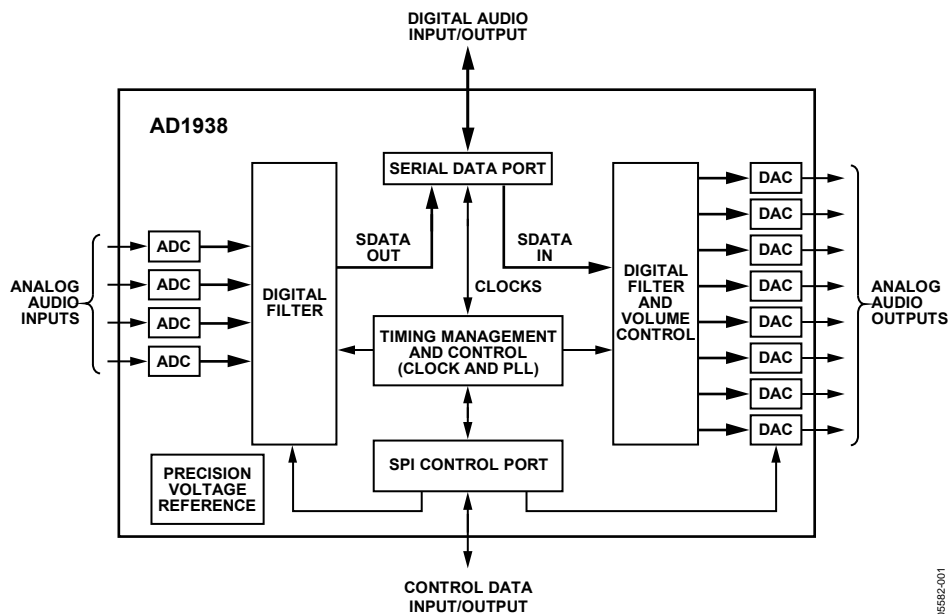 DIGITAL AUDIO
INPUT/OUTPUT
AD1938
SERIAL DATA PORT
SDATA
OUT
SDATA
IN
CLOCKS
ANALOG
AUDIO
INPUTS
ADC
ADC
ADC
ADC
DIGITAL
FILTER
TIMING MANAGEMENT
AND CONTROL
(CLOCK AND PLL)
DIGITAL
FILTER
AND
VOLUME
CONTROL
DAC
DAC
DAC
DAC
DAC
DAC
DAC
DAC
ANALOG
AUDIO
OUTPUTS
PRECISION
VOLTAGE
REFERENCE
SPI CONTROL PORT
CONTROL DATA
INPUT/OUTPUT